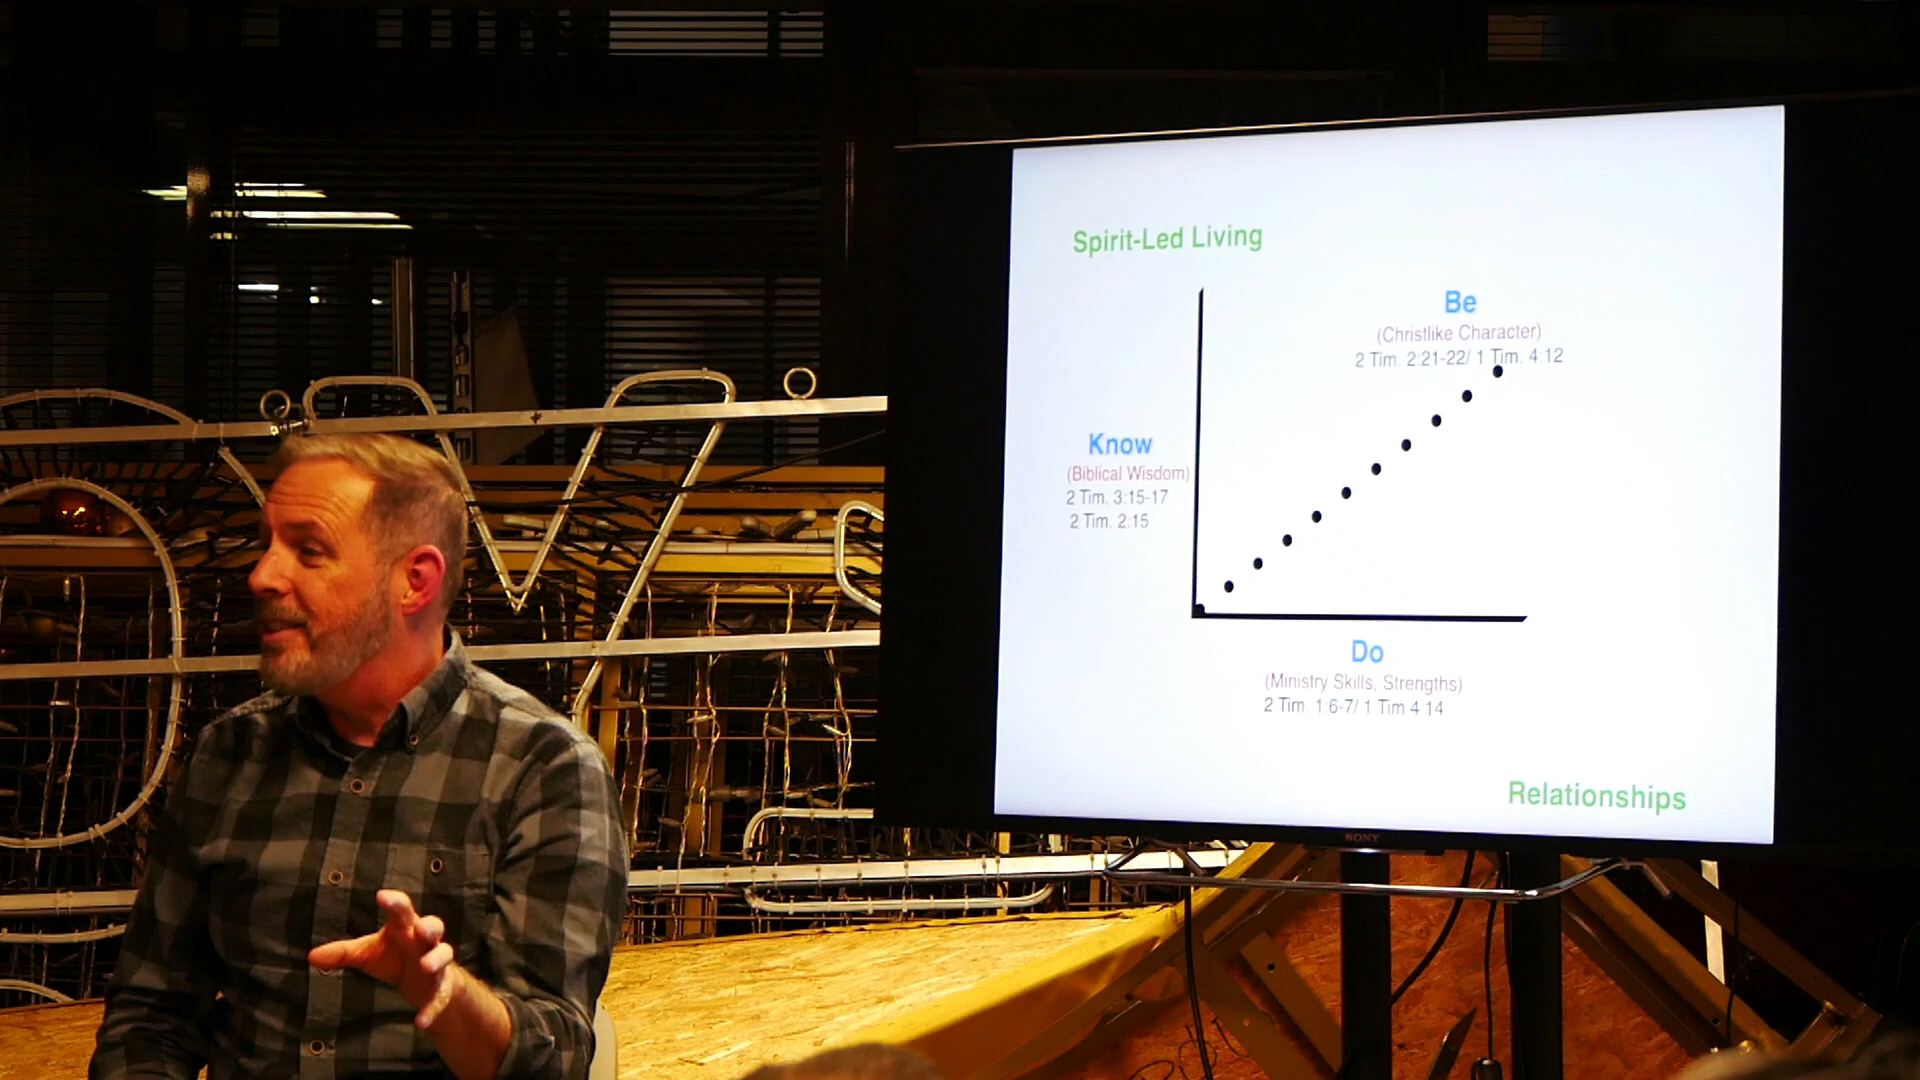 Spirit-Led Living
Be
(Christlike Character)
2 Tim. 2:21-22/ 1 Tim. 4:12
Know
(Biblical Wisdom)
2 Tim. 3:15-17
2 Tim. 2:15
Do
(Ministry Skills, Strengths)
2 Tim. 1:6-7/ 1 Tim 4:14
Relationships
SONY